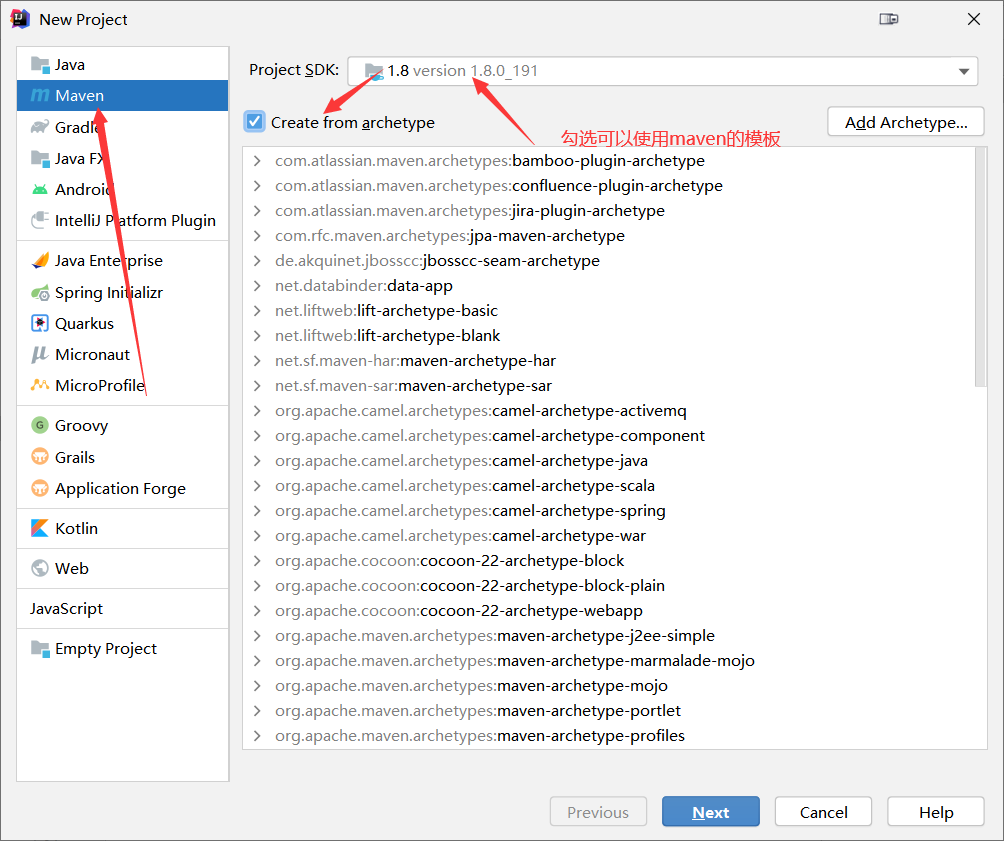 New Project
Java
Maven
Gradle
Java FX
Android
IntelliJ Platform Plugin
Java Enterprise
Spring Initializr
Quarkus
Micronaut
MicroProfile
Groovy
Grails
Application Forge
Kotlin
Web
JavaScript
Empty Project
Project SDK: 1.8 version 1.8.0_191
Create from archetype
Add Archetype...
勾选可以使用maven的模板
com.atlassian.maven.archetypes:bamboo-plugin-archetype
com.atlassian.maven.archetypes:confluence-plugin-archetype
com.atlassian.maven.archetypes:jira-plugin-archetype
com.rfc.maven.archetypes:jpa-maven-archetype
de.akquinet.jbosscc:jbosscc-seam-archetype
net.databinder:data-app
net.liftweb:lift-archetype-basic
net.liftweb:lift-archetype-blank
net.sf.maven-har:maven-archetype-har
net.sf.maven-sar:maven-archetype-sar
org.apache.camel.archetypes:camel-archetype-activemq
org.apache.camel.archetypes:camel-archetype-component
org.apache.camel.archetypes:camel-archetype-java
org.apache.camel.archetypes:camel-archetype-scala
org.apache.camel.archetypes:camel-archetype-spring
org.apache.camel.archetypes:camel-archetype-war
org.apache.cocoon:cocoon-22-archetype-block
org.apache.cocoon:cocoon-22-archetype-block-plain
org.apache.cocoon:cocoon-22-archetype-webapp
org.apache.maven.archetypes:maven-archetype-j2ee-simple
org.apache.maven.archetypes:maven-archetype-marmalade-mojo
org.apache.maven.archetypes:maven-archetype-mojo
org.apache.maven.archetypes:maven-archetype-portlet
org.apache.maven.archetypes:maven-archetype-profiles
Previous
Next
Cancel
Help